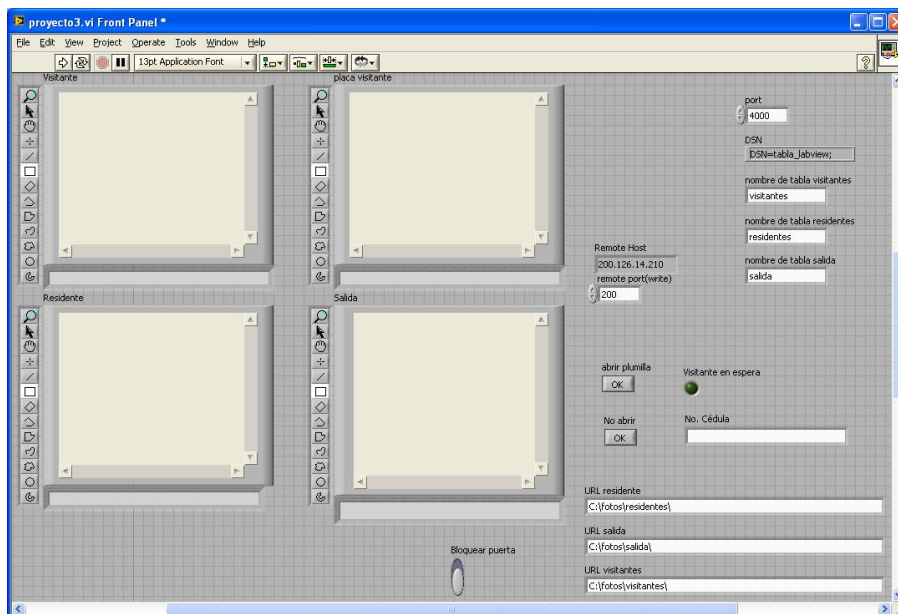 proyecto3.vi Front Panel *
File Edit View Project Operate Tools Window Help
13pt Application Font
Visitante
placa visitante
port
4000
DSN
DSN=tabla_labview;
nombre de tabla visitantes
visitantes
nombre de tabla residentes
residentes
Remote Host
200.126.14.210
nombre de tabla salida
salida
remote port(write)
200
Residente
Salida
abrir plumilla
OK
Visitante en espera
No abrir
OK
No. Cédula
URL residente
C:\fotos\residentes\
URL salida
C:\fotos\salida\
Bloquear puerta
URL visitantes
C:\fotos\visitantes\